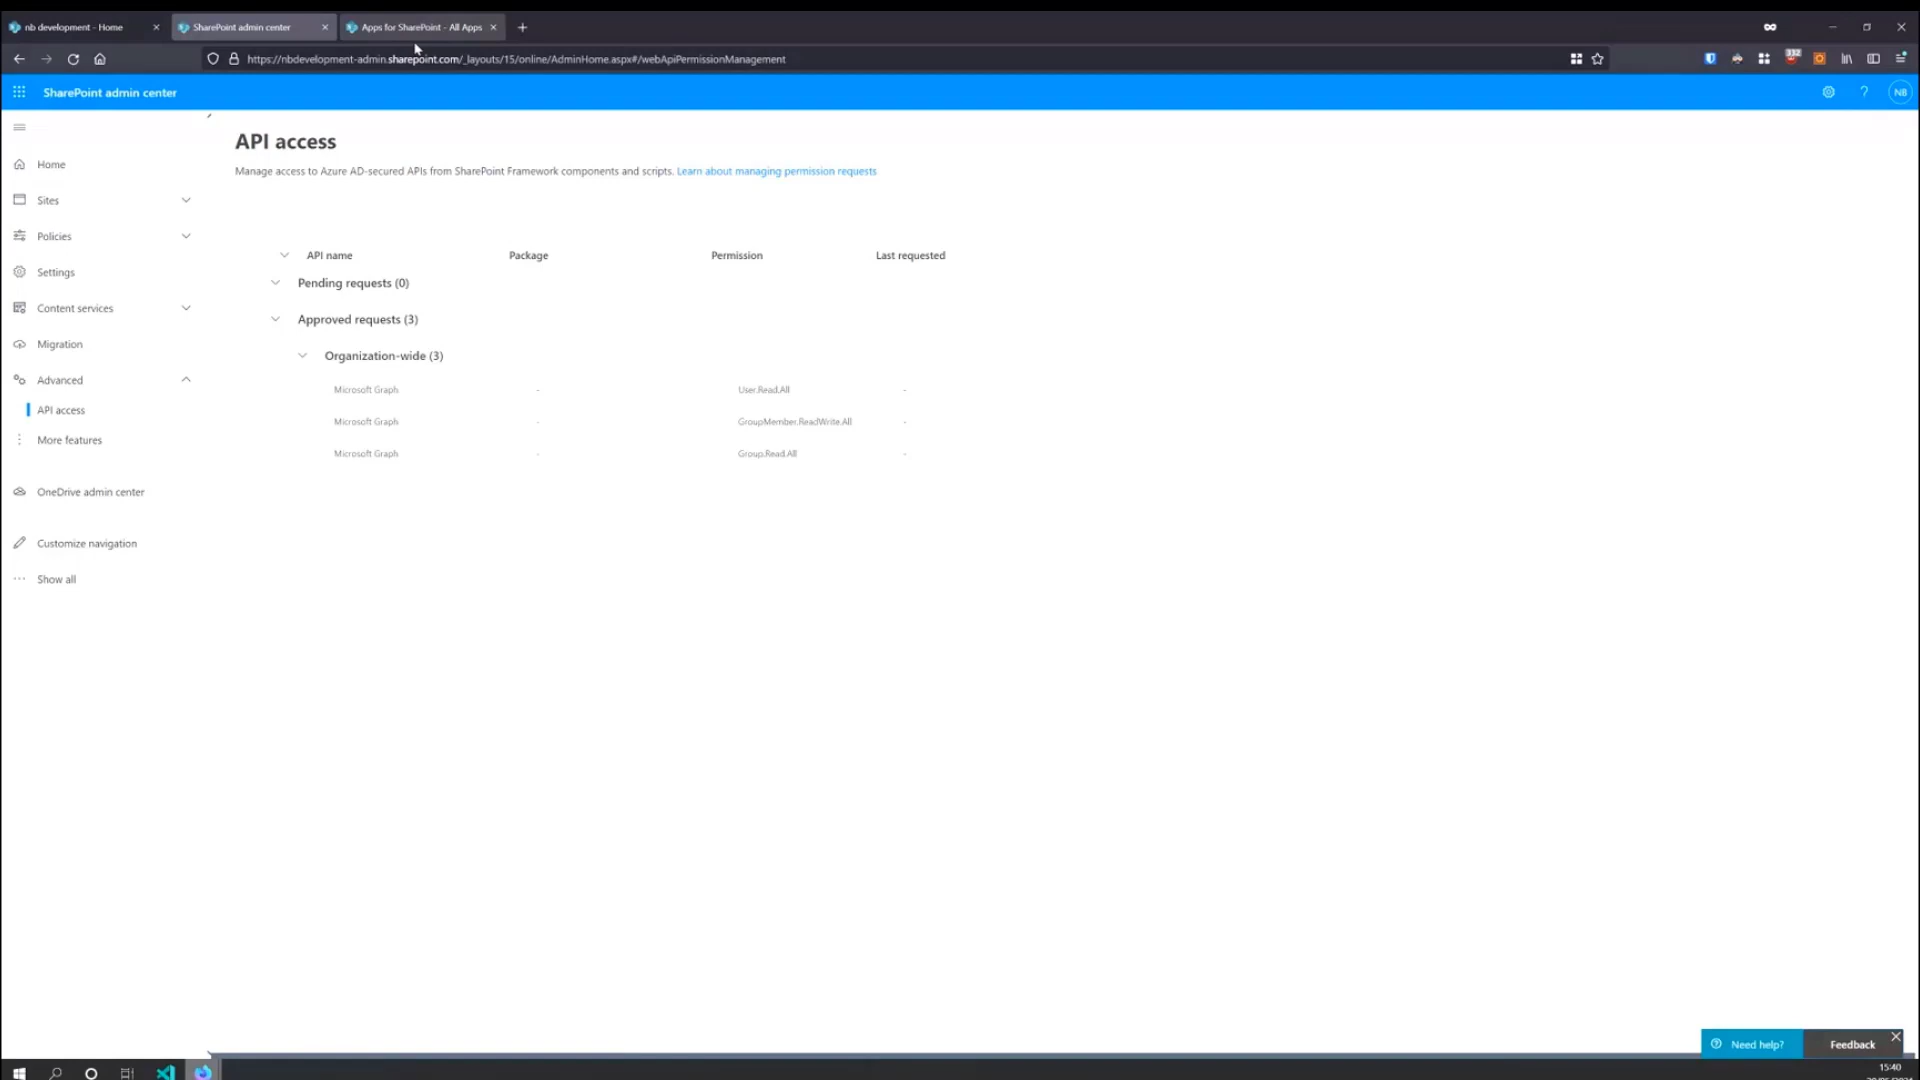 nb development - Home
SharePoint admin center
Apps for SharePoint - All Apps
https://nbdevelopment-admin.sharepoint.com/_layouts/15/online/AdminHome.aspx#/webApiPermissionManagement
332
SharePoint admin center
?
NB
Home
Sites
Policies
Settings
Content services
Migration
Advanced
API access
More features
OneDrive admin center
Customize navigation
Show all
API access
Manage access to Azure AD-secured APIs from SharePoint Framework components and scripts. Learn about managing permission requests
API name Package Permission Last requested
Pending requests (0)
Approved requests (3)
Organization-wide (3)
Microsoft Graph - User.Read.All -
Microsoft Graph - GroupMember.ReadWrite.All -
Microsoft Graph - Group.Read.All -
Need help?
Feedback
15:40